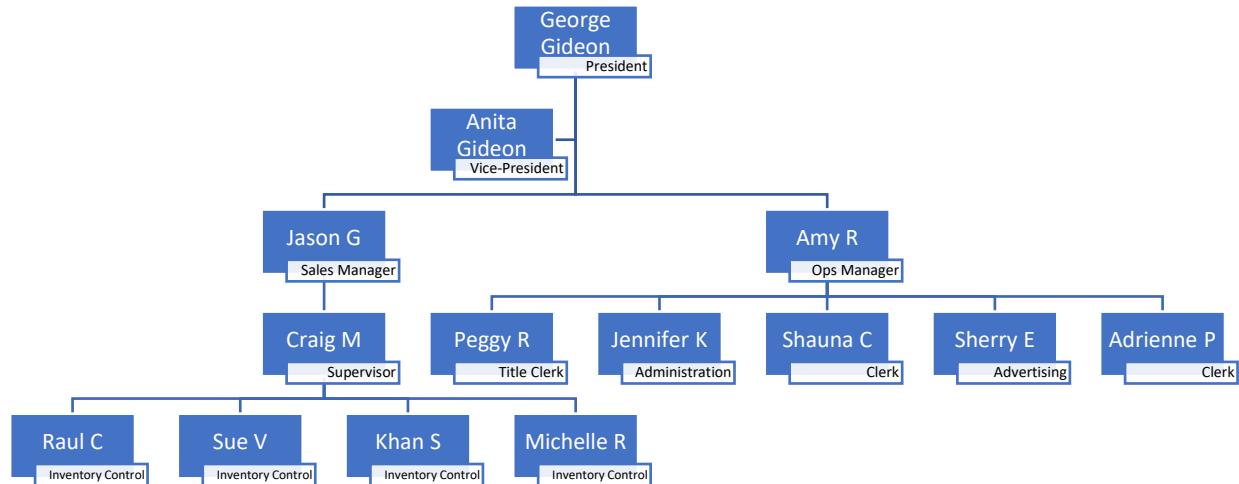 George
Gideon
President
Anita
Gideon
Vice-President
Jason G
Sales Manager
Amy R
Ops Manager
Craig M
Supervisor
Peggy R
Title Clerk
Jennifer K
Administration
Shauna C
Clerk
Sherry E
Advertising
Adrienne P
Clerk
Raul C
Inventory Control
Sue V
Inventory Control
Khan S
Inventory Control
Michelle R
Inventory Control